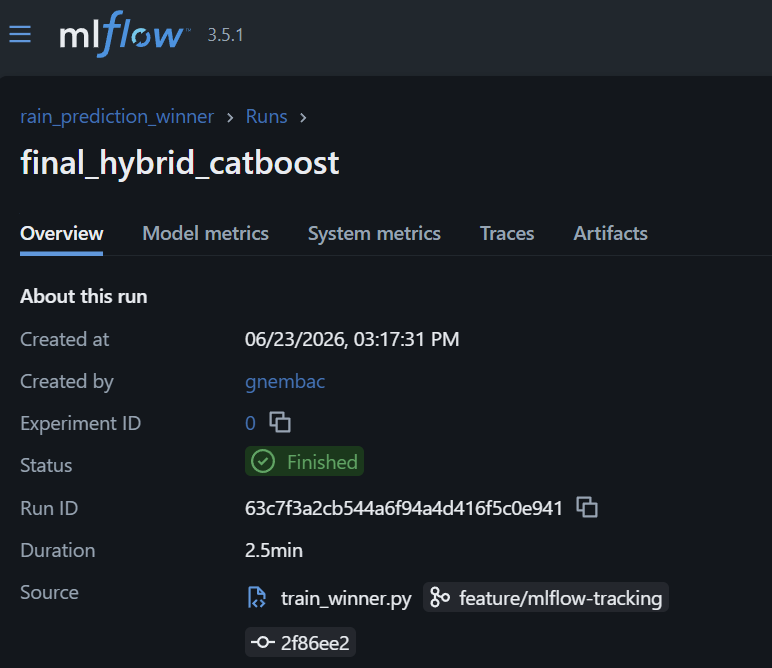 mlflow™ 3.5.1
rain_prediction_winner > Runs >
final_hybrid_catboost
Overview Model metrics System metrics Traces Artifacts
About this run
Created at 06/23/2026, 03:17:31 PM
Created by gnembac
Experiment ID 0
Status Finished
Run ID 63c7f3a2cb544a6f94a4d416f5c0e941
Duration 2.5min
Source train_winner.py feature/mlflow-tracking
2f86ee2